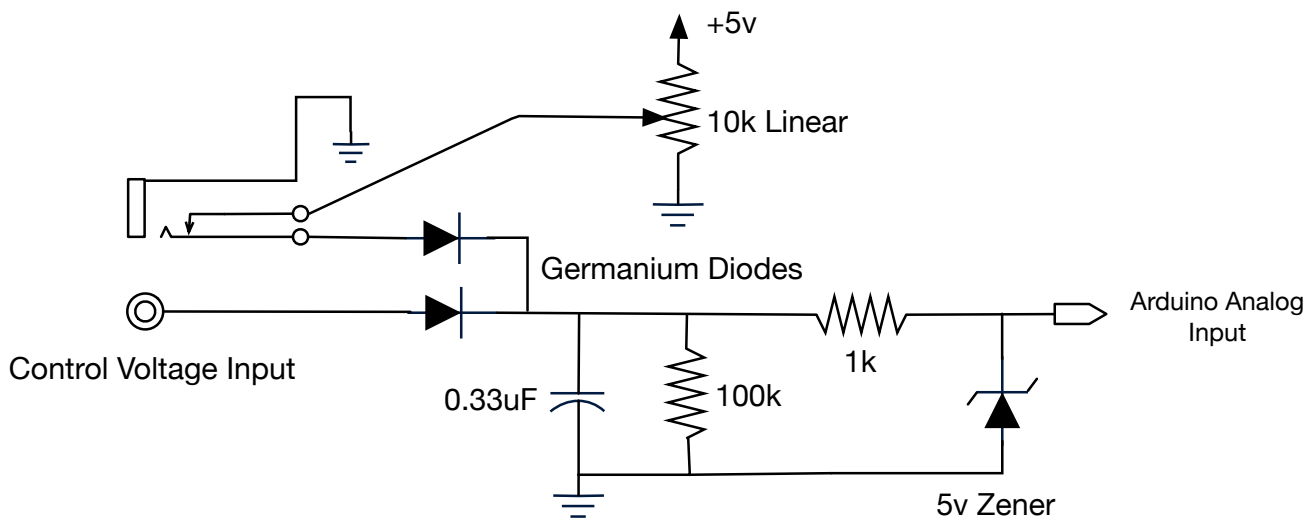 +5v
10k Linear
Germanium Diodes
Arduino Analog
Input
Control Voltage Input
1k
0.33uF
100k
5v Zener